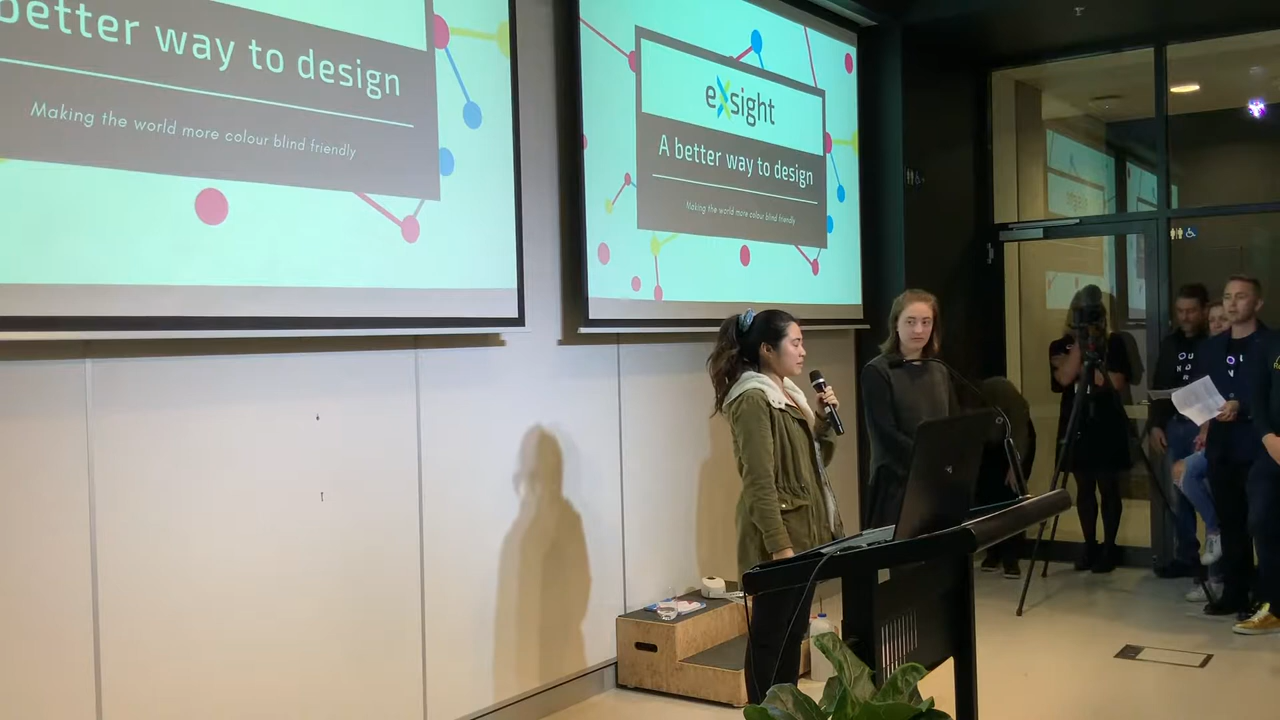 better way to design
Making the world more colour blind friendly
eXsight
A better way to design
Making the world more colour blind friendly